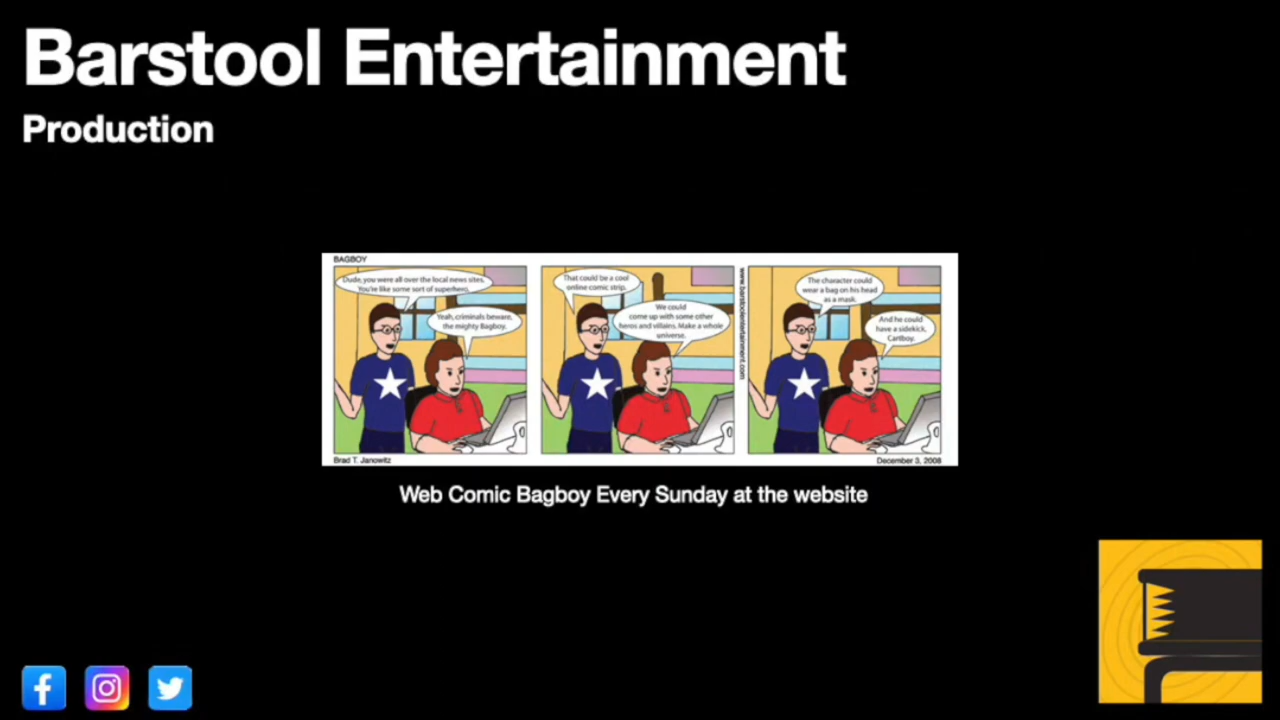 Barstool Entertainment
Production
BAGBOY
Dude, you were all over the local news sites.
You're like some sort of superhero.
Yeah, criminals beware,
the mighty Bagboy.
That could be a cool
online comic strip.
We could
come up with some other
heros and villains. Make a whole
universe.
www.barstoolentertainment.com
The character could
wear a bag on his head
as a mask.
And he could
have a sidekick,
Cartboy.
Brad T. Janowitz
December 3, 2008
Web Comic Bagboy Every Sunday at the website